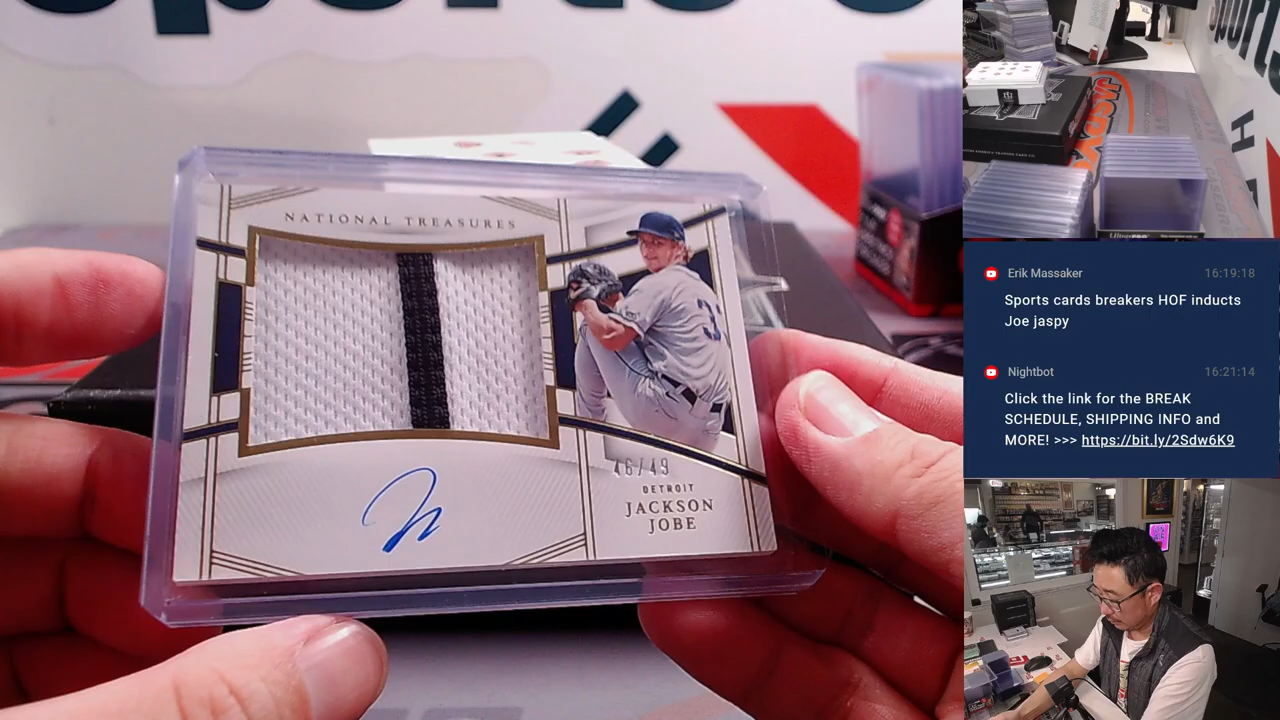 NATIONAL TREASURES
46/49
DETROIT
JACKSON
JOBE
JASPY
Erik Massaker 16:19:18
Sports cards breakers HOF inducts
Joe jaspy
Nightbot 16:21:14
Click the link for the BREAK
SCHEDULE, SHIPPING INFO and
MORE! >>> https://bit.ly/2Sdw6K9